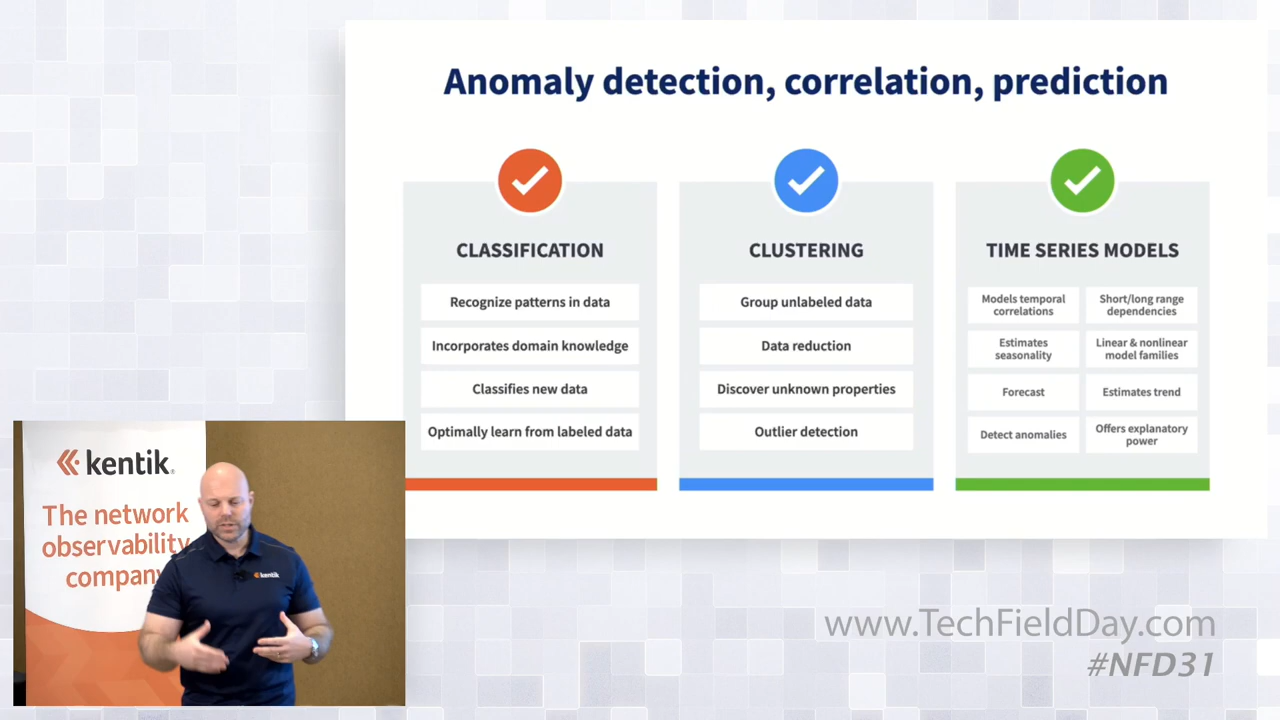 Anomaly detection, correlation, prediction
CLASSIFICATION
Recognize patterns in data
Incorporates domain knowledge
Classifies new data
Optimally learn from labeled data
CLUSTERING
Group unlabeled data
Data reduction
Discover unknown properties
Outlier detection
TIME SERIES MODELS
Models temporal
correlations
Short/long range
dependencies
Estimates
seasonality
Linear & nonlinear
model families
Forecast
Estimates trend
Detect anomalies
Offers explanatory
power
kentik®
The network
observability
company
kentik
www.TechFieldDay.com
#NFD31